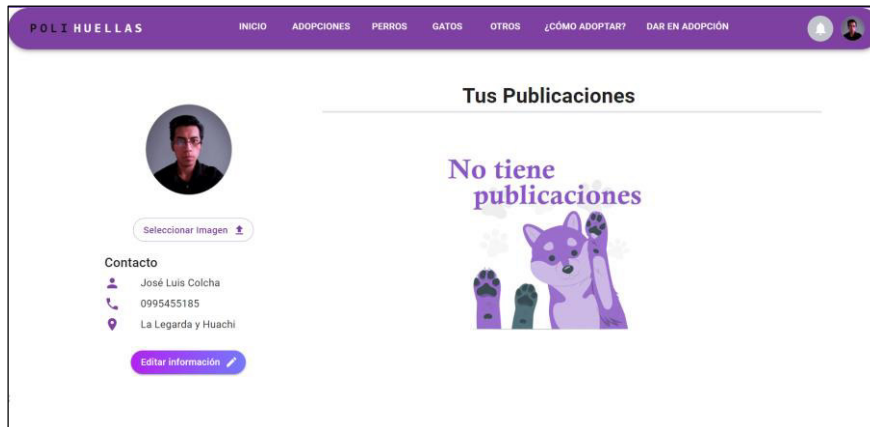 POLI HUELLAS INICIO ADOPCIONES PERROS GATOS OTROS ¿CÓMO ADOPTAR? DAR EN ADOPCIÓN
Tus Publicaciones
No tiene
publicaciones
Seleccionar Imagen
Contacto
José Luis Colcha
0995455185
La Legarda y Huachi
Editar información